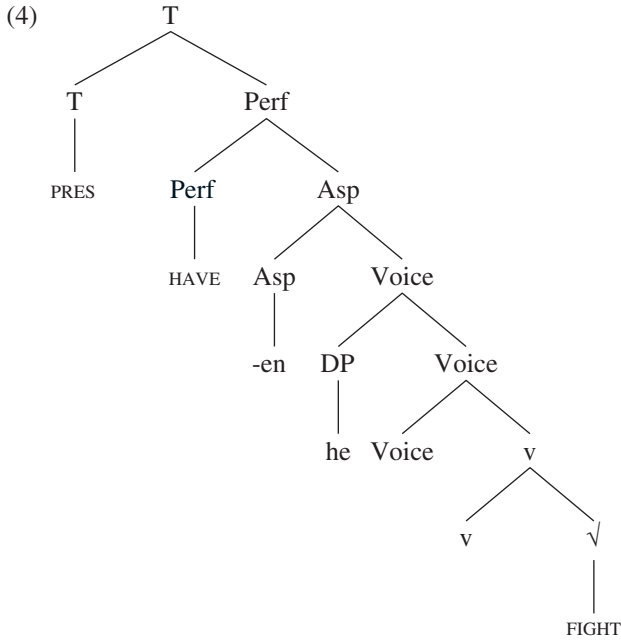 (4) T
T Perf
PRES Perf Asp
HAVE Asp Voice
-en DP Voice
he Voice v
v √
FIGHT